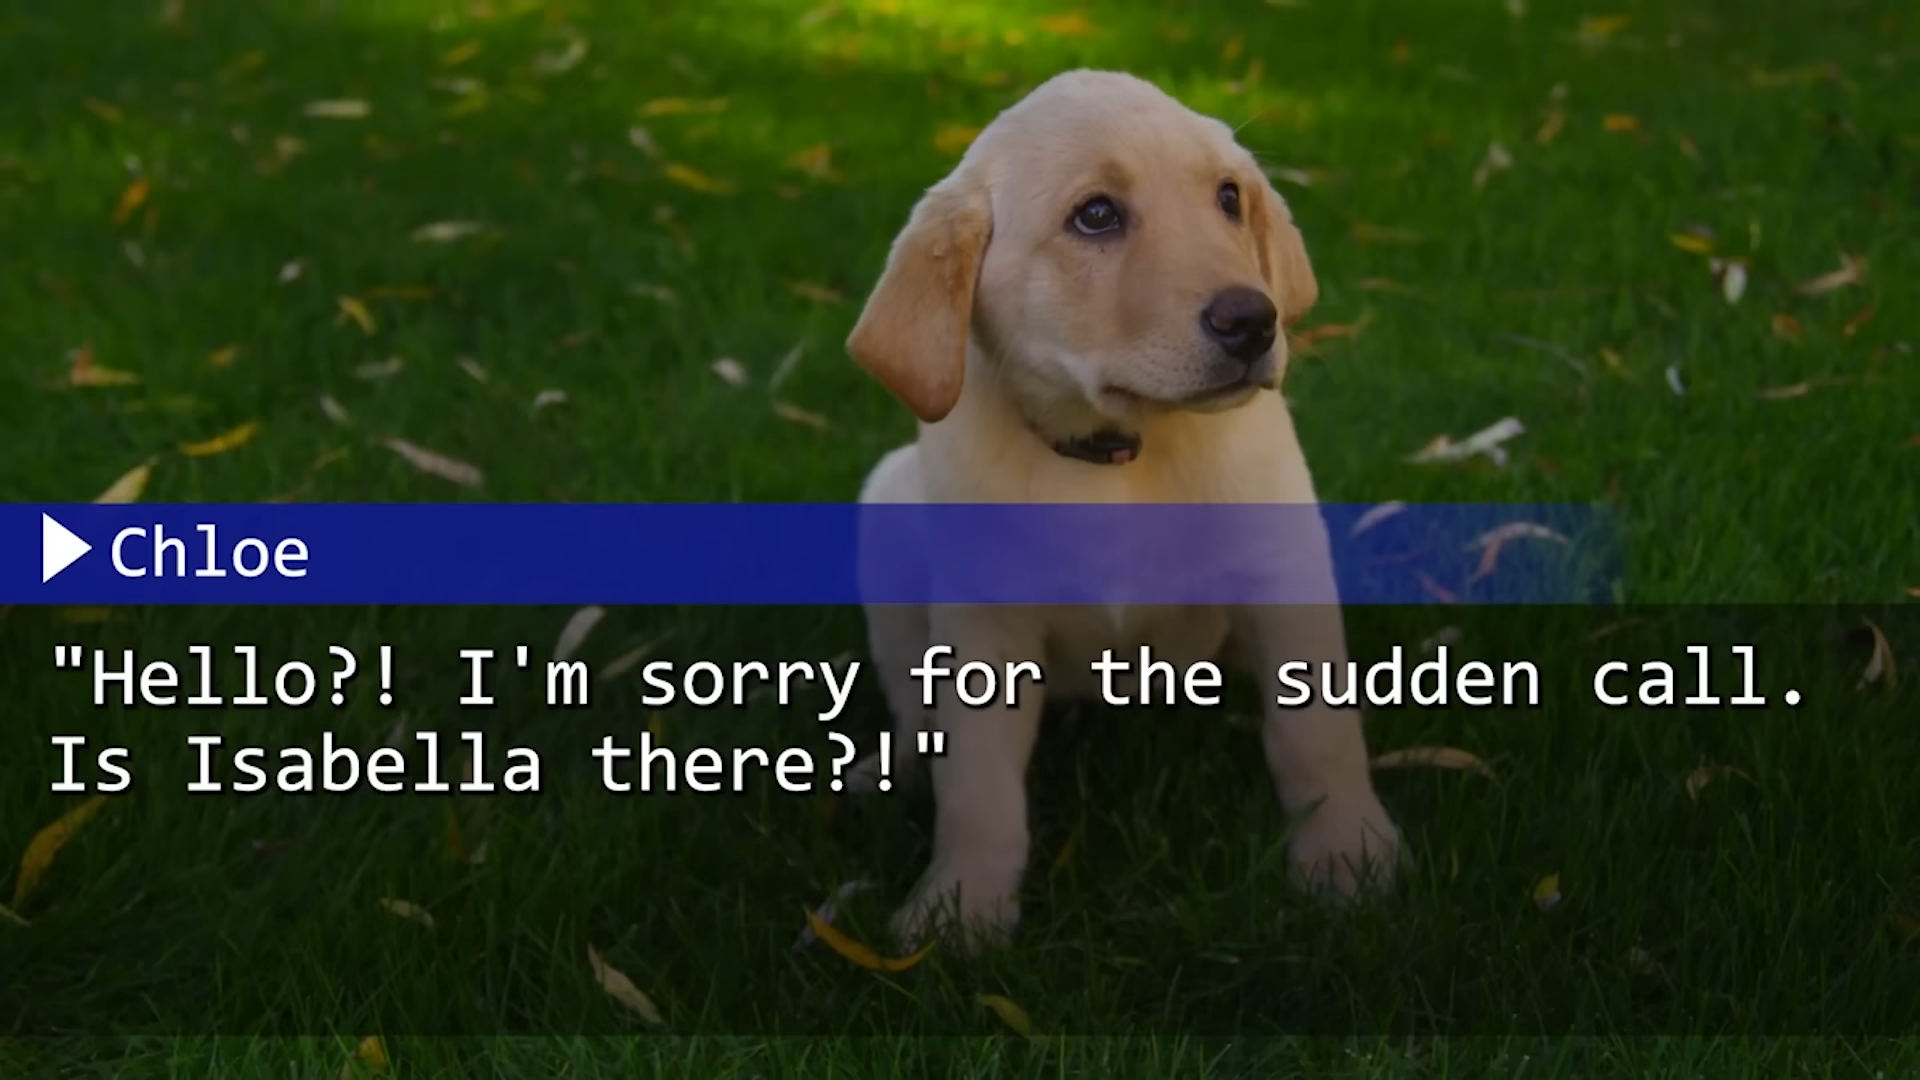 Chloe
"Hello?! I'm sorry for the sudden call.
Is Isabella there?!"